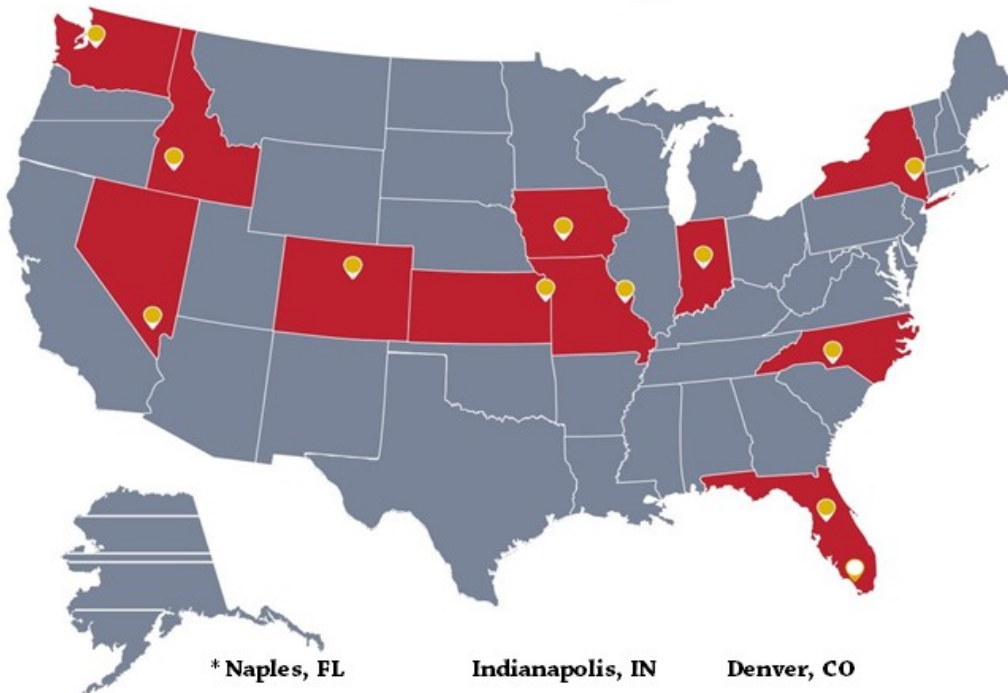 * Naples, FL Indianapolis, IN Denver, CO